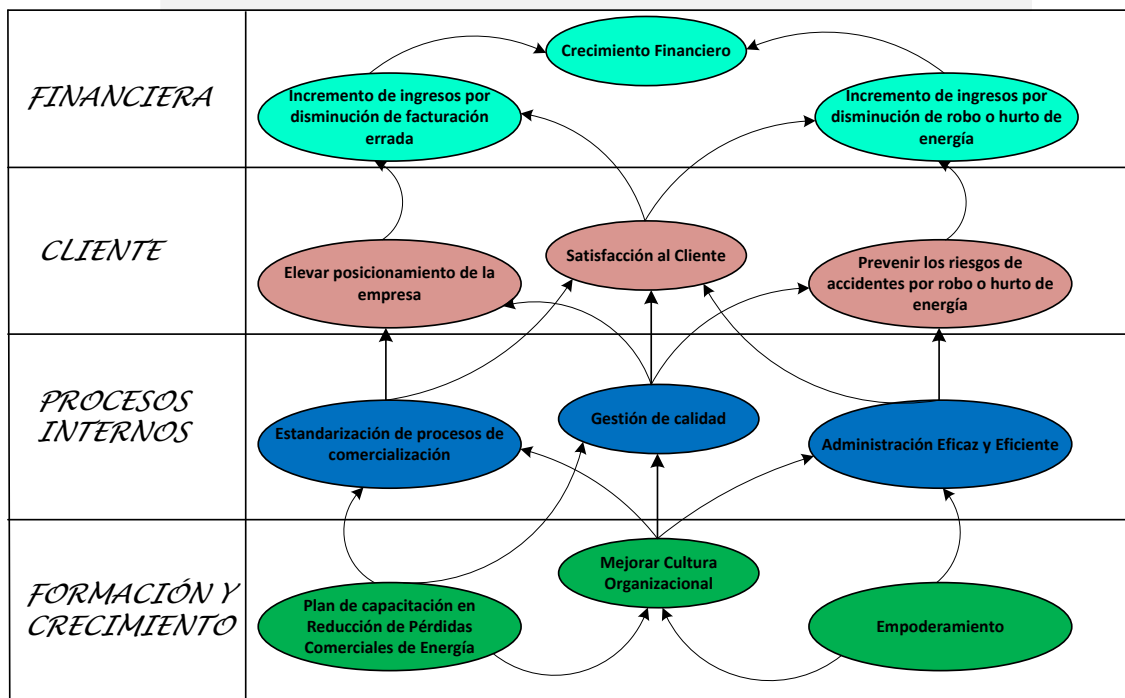 FINANCIERA
Crecimiento Financiero
Incremento de ingresos por
disminución de facturación
errada
Incremento de ingresos por
disminución de robo o hurto de
energía
CLIENTE
Elevar posicionamiento de la
empresa
Satisfacción al Cliente
Prevenir los riesgos de
accidentes por robo o hurto de
energía
PROCESOS
INTERNOS
Estandarización de procesos de
comercialización
Gestión de calidad
Administración Eficaz y Eficiente
FORMACIÓN Y
CRECIMIENTO
Plan de capacitación en
Reducción de Pérdidas
Comerciales de Energía
Mejorar Cultura
Organizacional
Empoderamiento